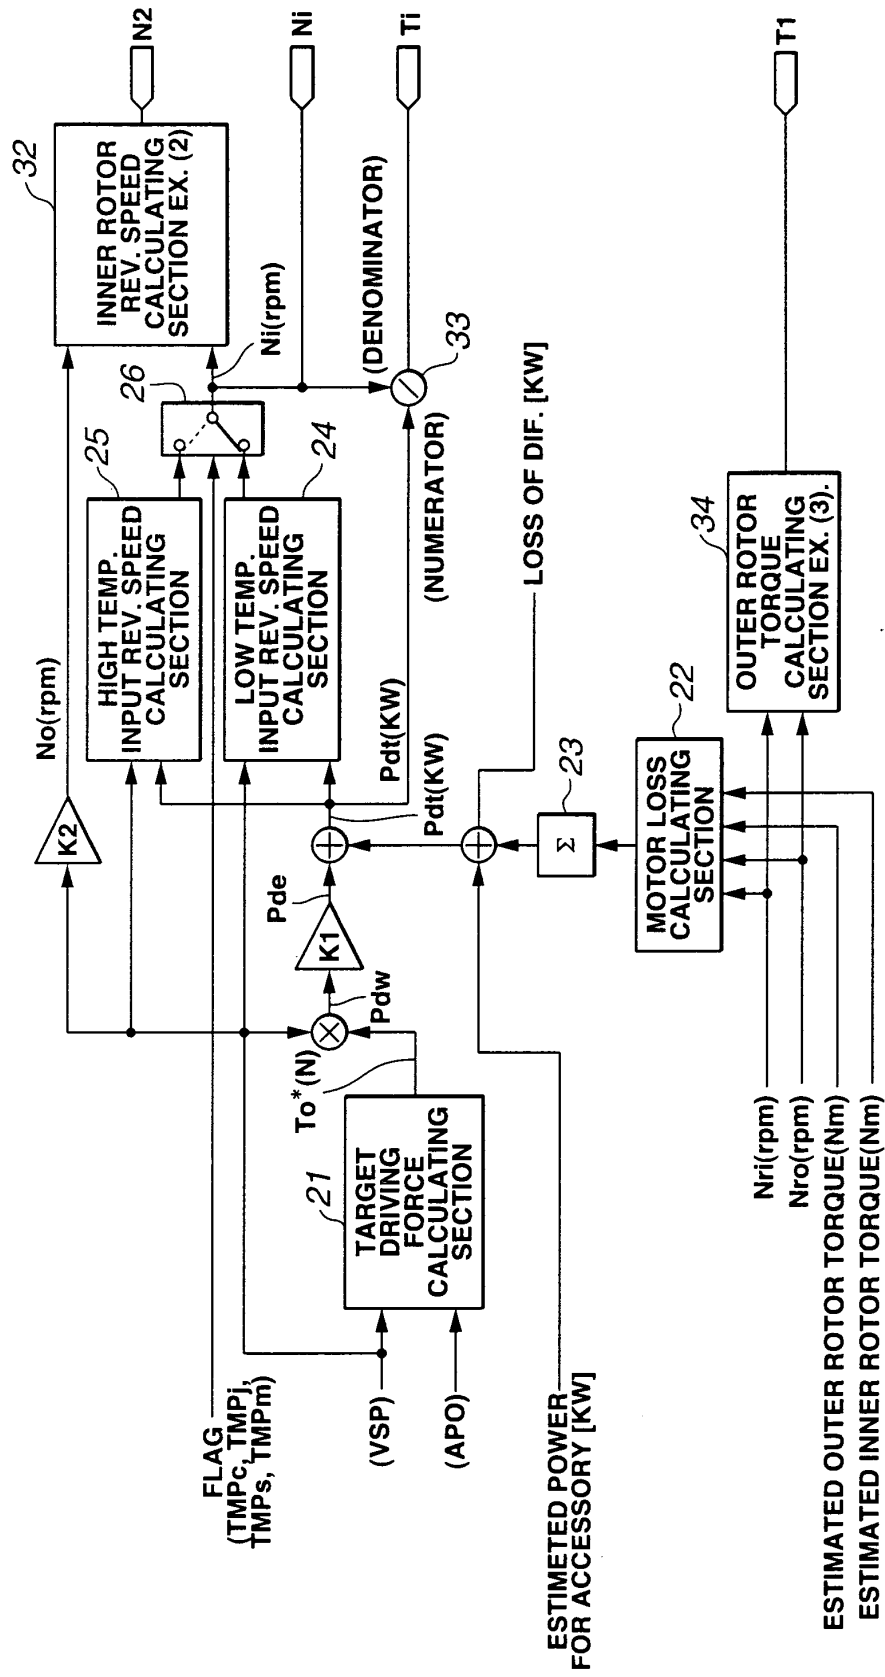 FLAG
(TMPc, TMPj,
TMPs, TMPm)
(VSP)
(APO)
ESTIMETED POWER
FOR ACCESSORY [KW]
Nri(rpm)
Nro(rpm)
ESTIMATED OUTER ROTOR TORQUE(Nm)
ESTIMATED INNER ROTOR TORQUE(Nm)
21
TARGET
DRIVING
FORCE
CALCULATING
SECTION
To*(N)
Pdw
K1
Pde
K2
No(rpm)
Pdt(KW)
Pdt(KW)
Σ
23
MOTOR LOSS
CALCULATING
SECTION
22
HIGH TEMP.
INPUT REV. SPEED
CALCULATING
SECTION
25
LOW TEMP.
INPUT REV. SPEED
CALCULATING
SECTION
24
26
(NUMERATOR)
(DENOMINATOR)
33
LOSS OF DIF. [KW]
OUTER ROTOR
TORQUE
CALCULATING
SECTION EX. (3).
34
Ni(rpm)
INNER ROTOR
REV. SPEED
CALCULATING
SECTION EX. (2)
32
N2
Ni
Ti
T1